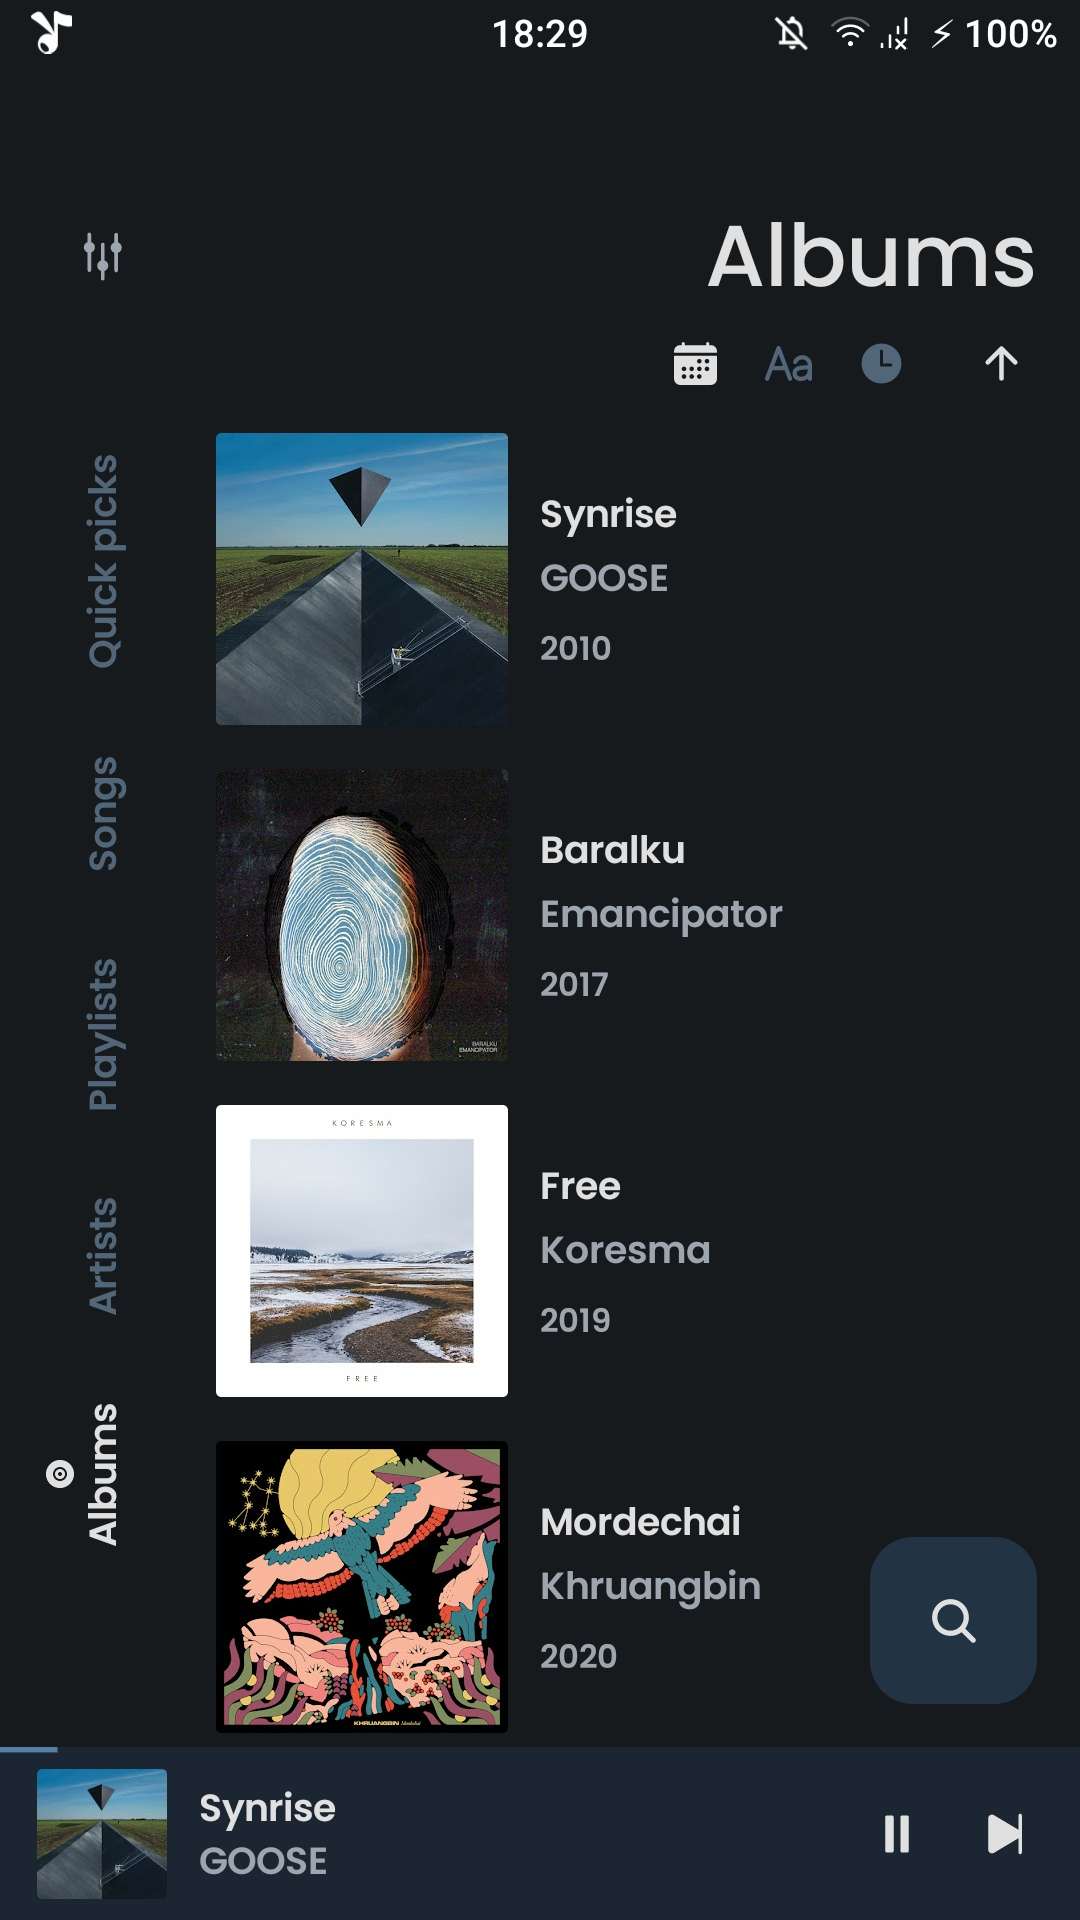 18:29
100%
Albums
Aa
Quick picks
Songs
Playlists
Artists
Albums
Synrise
GOOSE
2010
BARALKU
EMANCIPATOR
Baralku
Emancipator
2017
KORESMA
FREE
Free
Koresma
2019
KHRUANGBIN Mordechai
Mordechai
Khruangbin
2020
Synrise
GOOSE